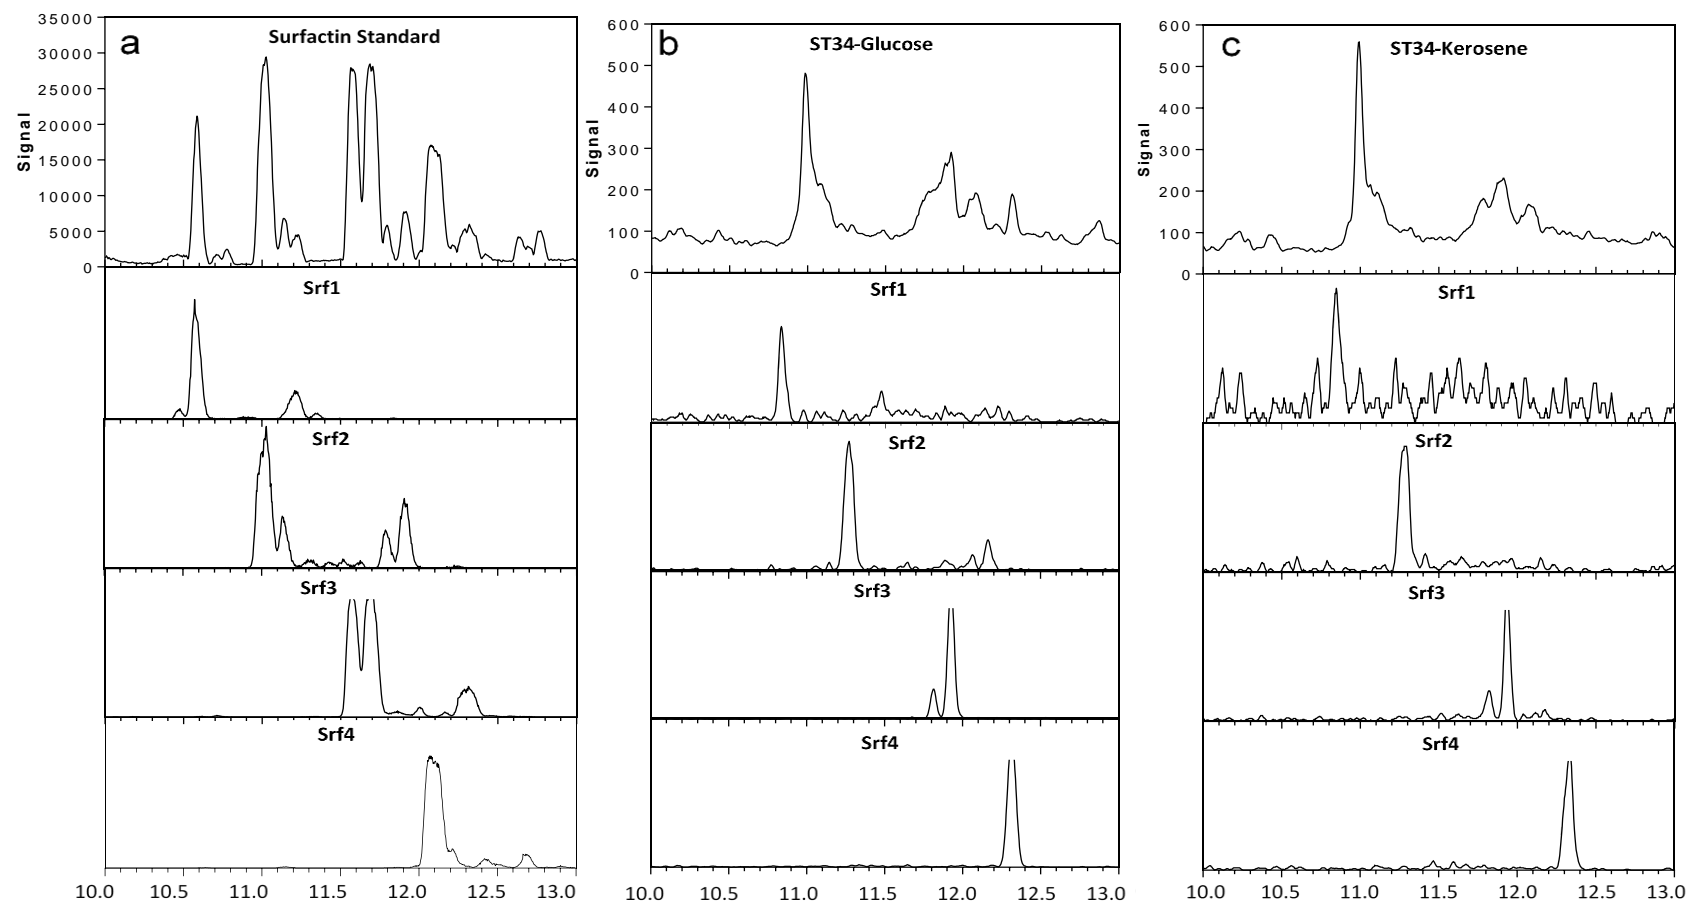 a
Surfactin Standard
Signal
35000
30000
25000
20000
15000
10000
5000
0
Srf1
Srf2
Srf3
Srf4
10.0 10.5 11.0 11.5 12.0 12.5 13.0
b
ST34-Glucose
Signal
600
500
400
300
200
100
0
Srf1
Srf2
Srf3
Srf4
10.0 10.5 11.0 11.5 12.0 12.5 13.0
c
ST34-Kerosene
Signal
600
500
400
300
200
100
0
Srf1
Srf2
Srf3
Srf4
10.0 10.5 11.0 11.5 12.0 12.5 13.0